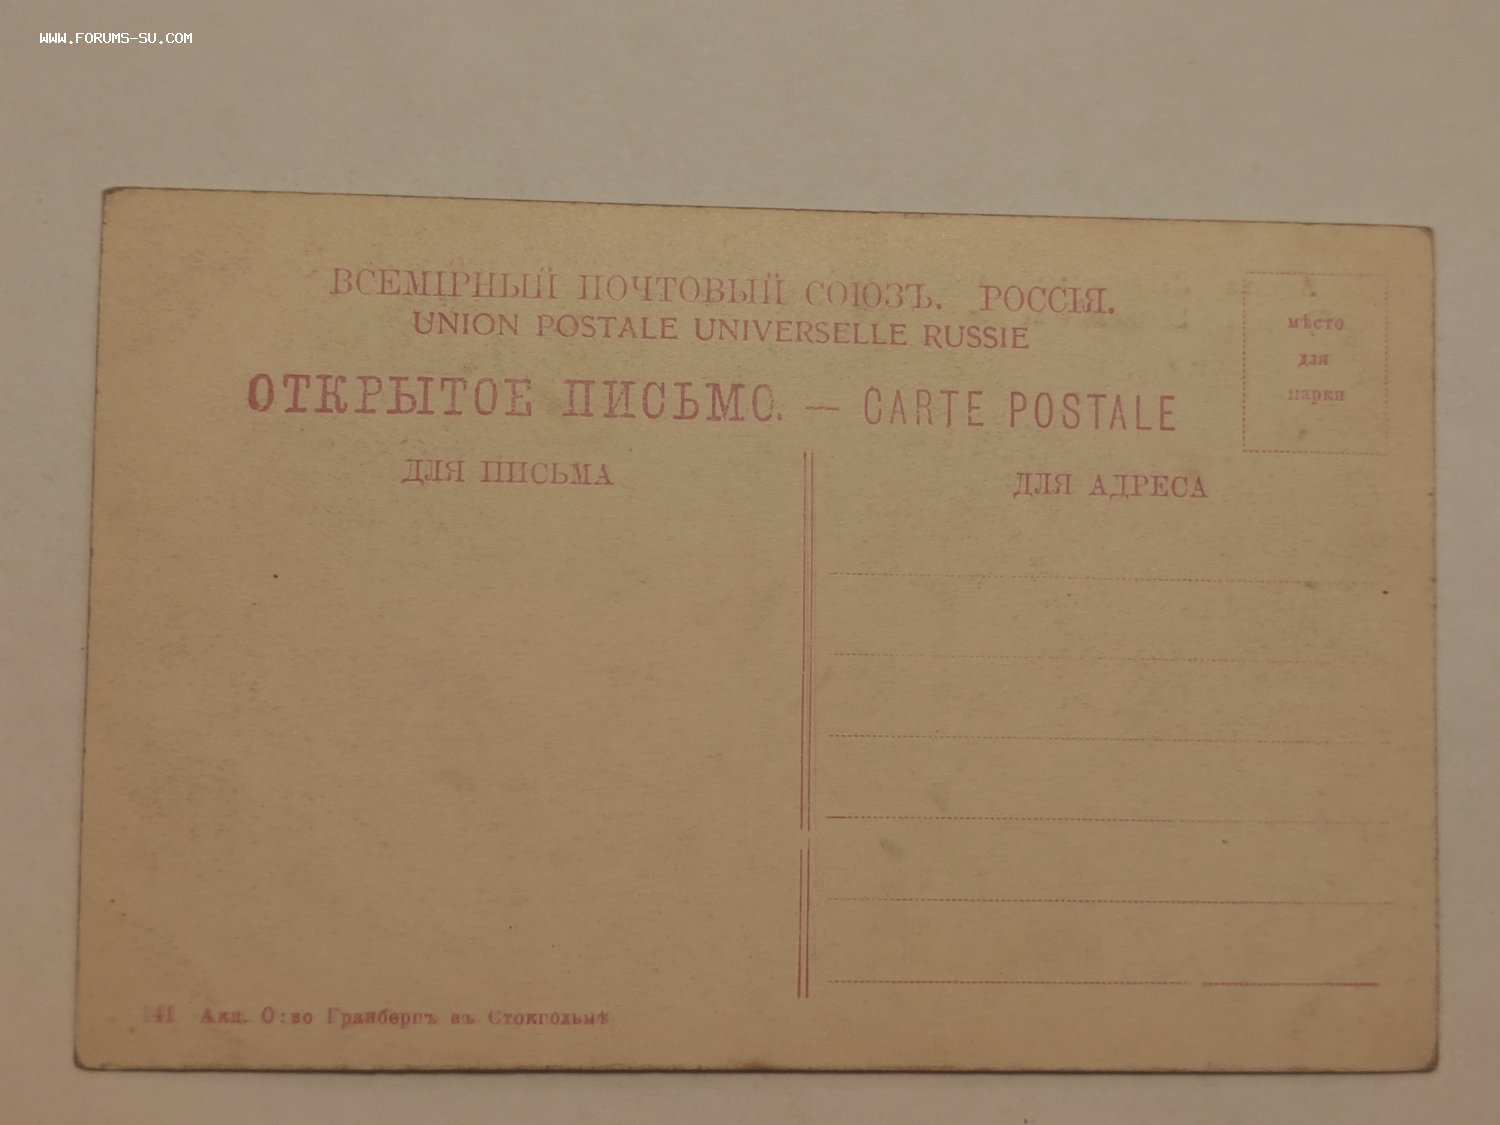 WWW.FORUMS-SU.COM
ВСЕМІРНЫЙ ПОЧТОВЫЙ СОЮЗЪ. РОССІЯ.
UNION POSTALE UNIVERSELLE RUSSIE
ОТКРЫТОЕ ПИСЬМО. — CARTE POSTALE
мѣсто
для
марки
ДЛЯ ПИСЬМА
ДЛЯ АДРЕСА
141 Акц. О:во Гранбергъ въ Стокгольмѣ